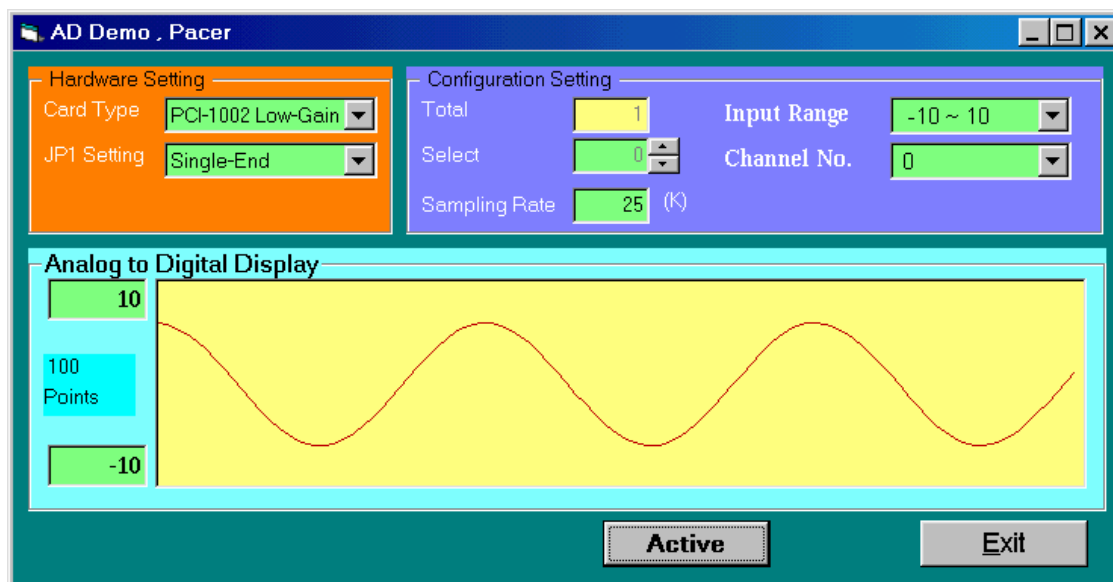 AD Demo , Pacer
Hardware Setting
Card Type PCI-1002 Low-Gain
JP1 Setting Single-End
Configuration Setting
Total 1
Select 0
Sampling Rate 25 (K)
Input Range -10 ~ 10
Channel No. 0
Analog to Digital Display
10
100
Points
-10
Active
Exit